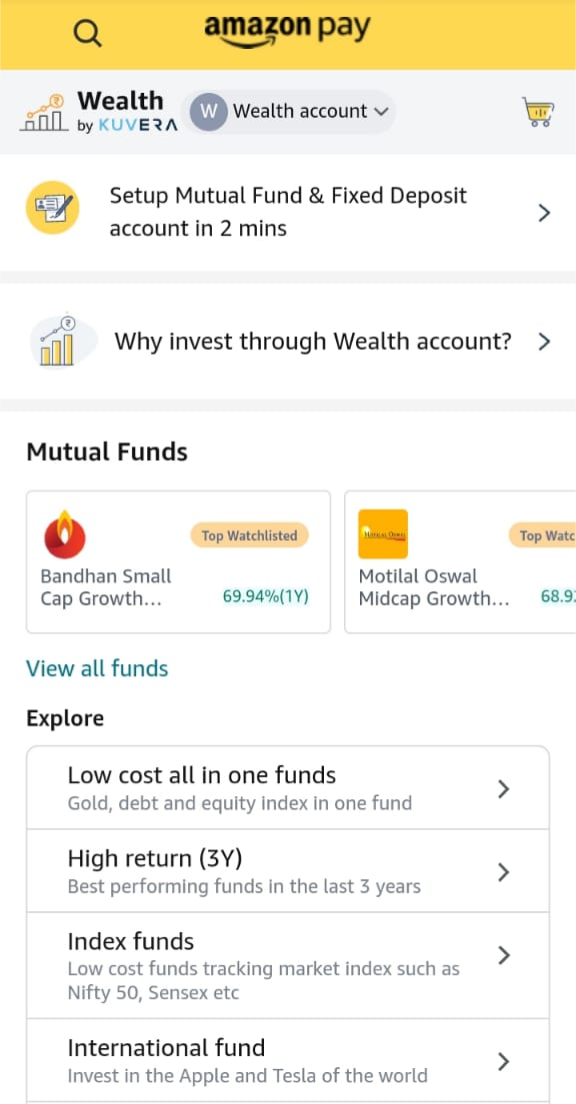 amazon pay
Wealth
by KUVERA
W Wealth account
Setup Mutual Fund & Fixed Deposit
account in 2 mins
Why invest through Wealth account?
Mutual Funds
Top Watchlisted
Bandhan Small
Cap Growth...
69.94%(1Y)
Motilal Oswal
Top Watc
Motilal Oswal
Midcap Growth...
68.9
View all funds
Explore
Low cost all in one funds
Gold, debt and equity index in one fund
High return (3Y)
Best performing funds in the last 3 years
Index funds
Low cost funds tracking market index such as
Nifty 50, Sensex etc
International fund
Invest in the Apple and Tesla of the world